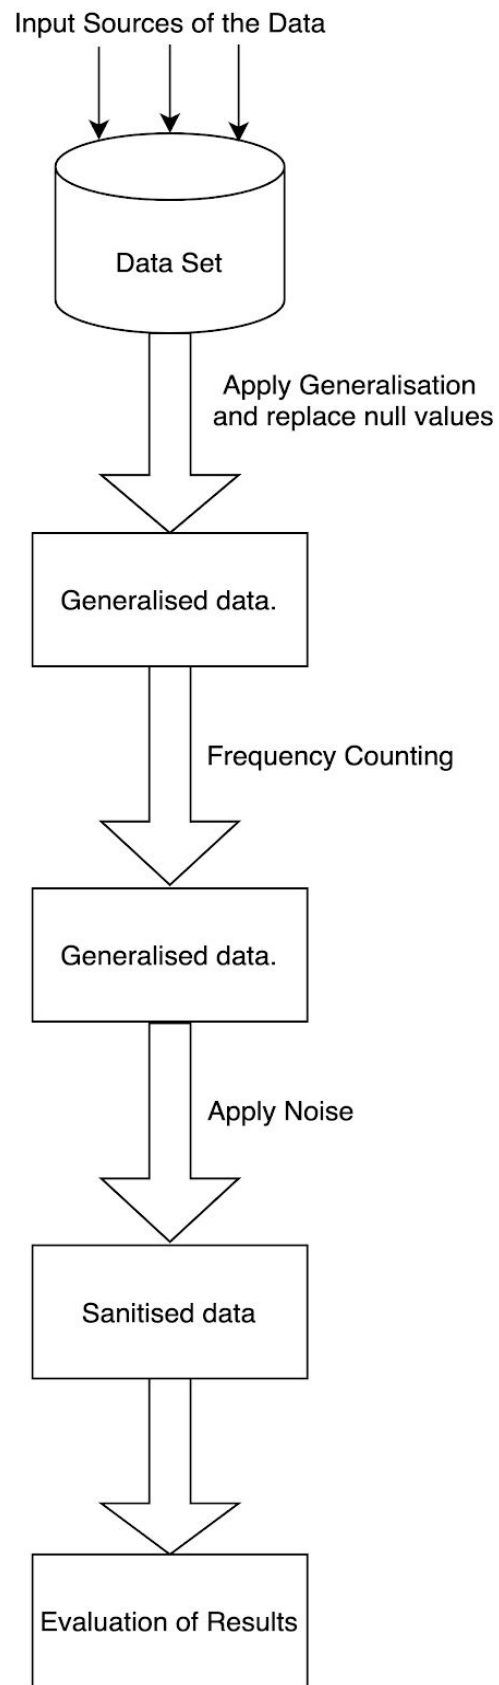 Input Sources of the Data
Data Set
Apply Generalisation
and replace null values
Generalised data.
Frequency Counting
Generalised data.
Apply Noise
Sanitised data
Evaluation of Results